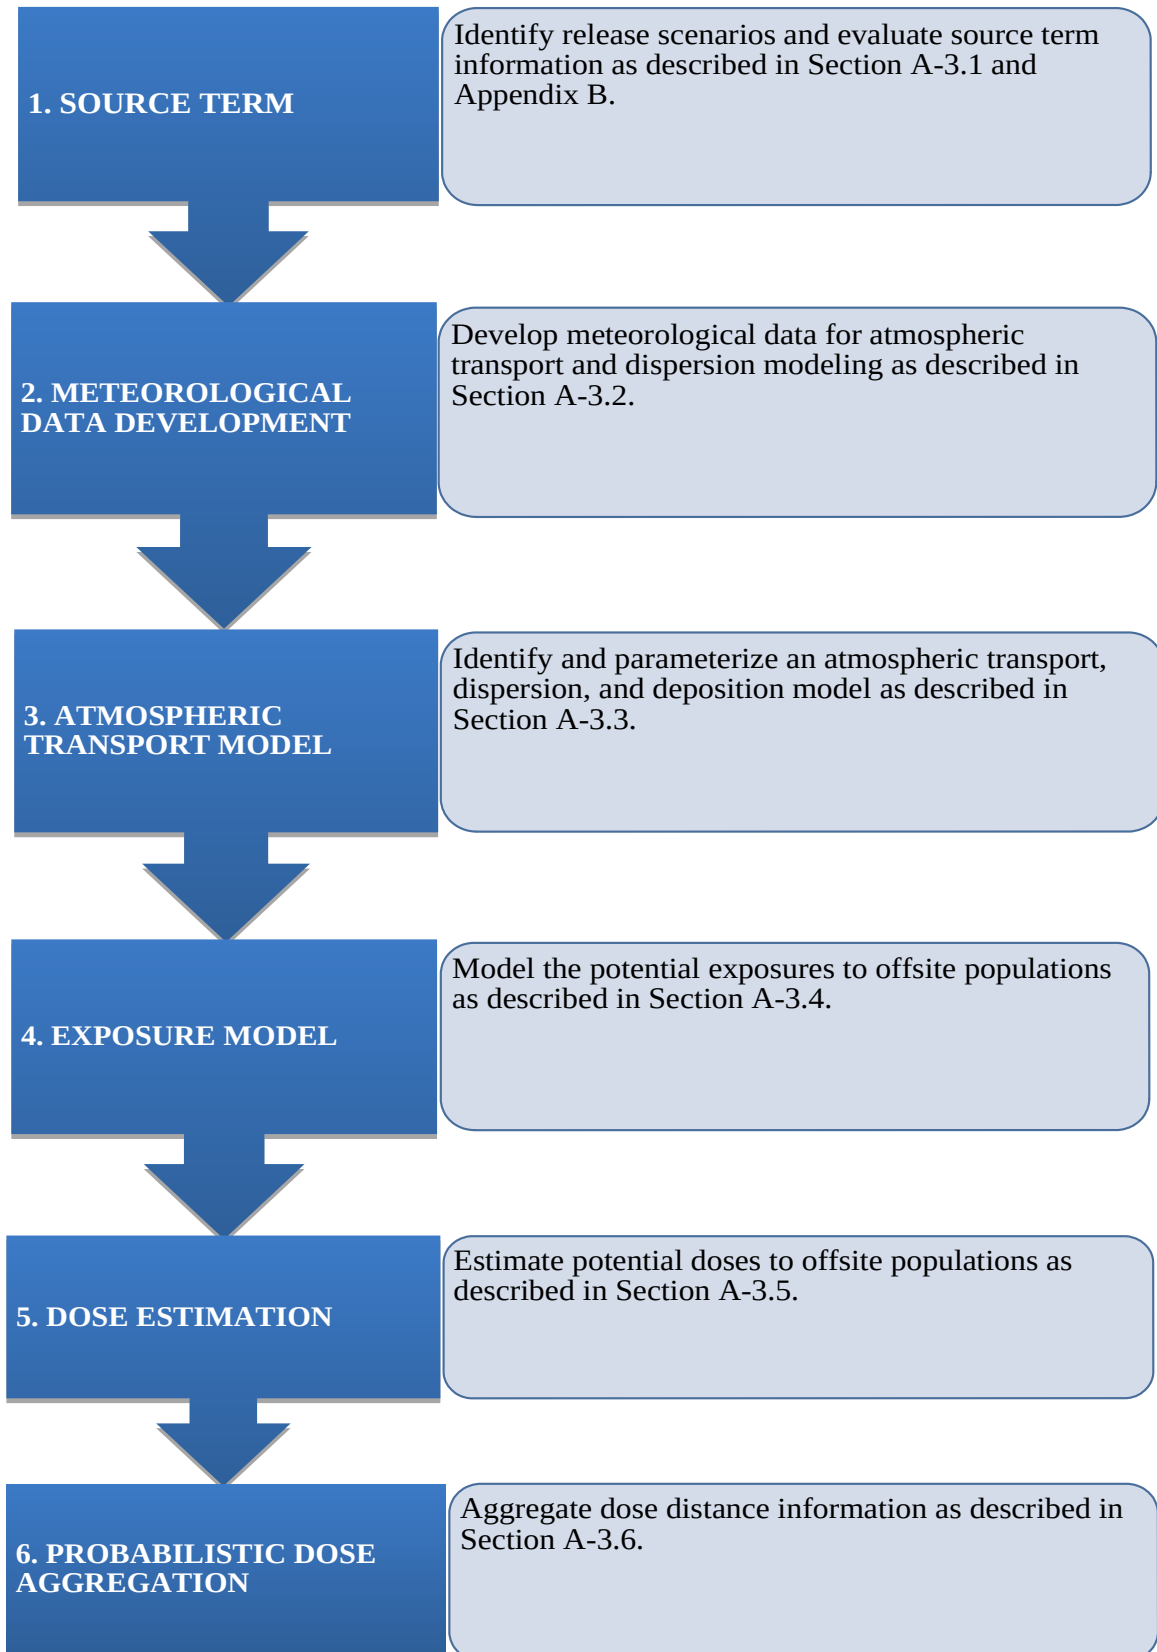 1. SOURCE TERM
Identify release scenarios and evaluate source term
information as described in Section A-3.1 and
Appendix B.
2. METEOROLOGICAL
DATA DEVELOPMENT
Develop meteorological data for atmospheric
transport and dispersion modeling as described in
Section A-3.2.
3. ATMOSPHERIC
TRANSPORT MODEL
Identify and parameterize an atmospheric transport,
dispersion, and deposition model as described in
Section A-3.3.
4. EXPOSURE MODEL
Model the potential exposures to offsite populations
as described in Section A-3.4.
5. DOSE ESTIMATION
Estimate potential doses to offsite populations as
described in Section A-3.5.
6. PROBABILISTIC DOSE
AGGREGATION
Aggregate dose distance information as described in
Section A-3.6.